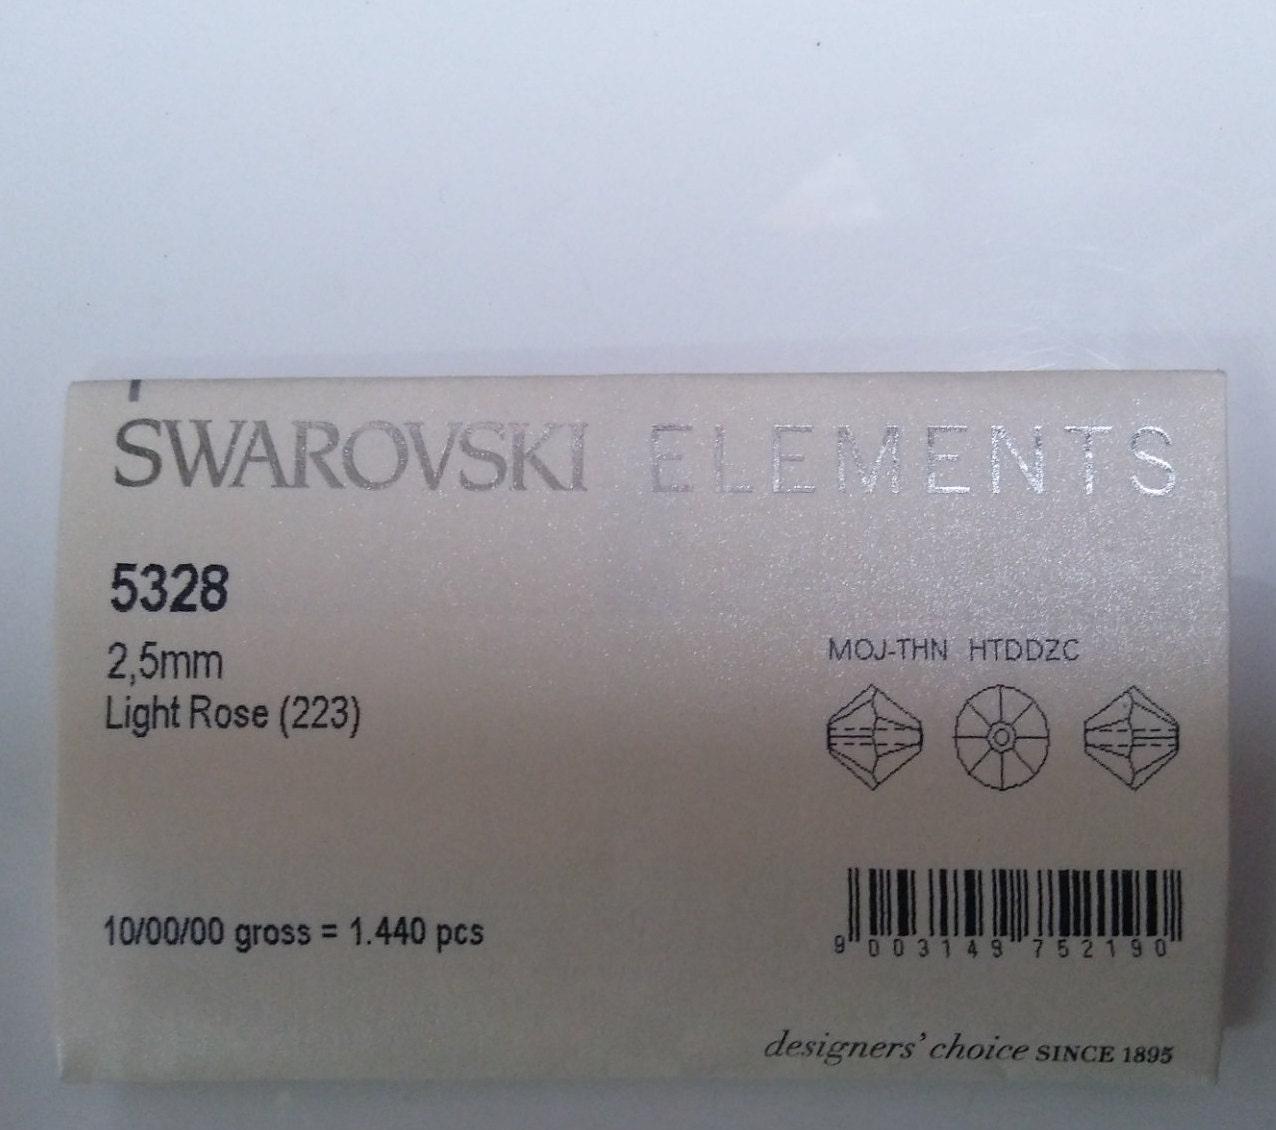 SWAROVSKI ELEMENTS
5328
2,5mm
Light Rose (223)
MOJ-THN HTDDZC
10/00/00 gross = 1.440 pcs
9 003149 752190
designers' choice SINCE 1895